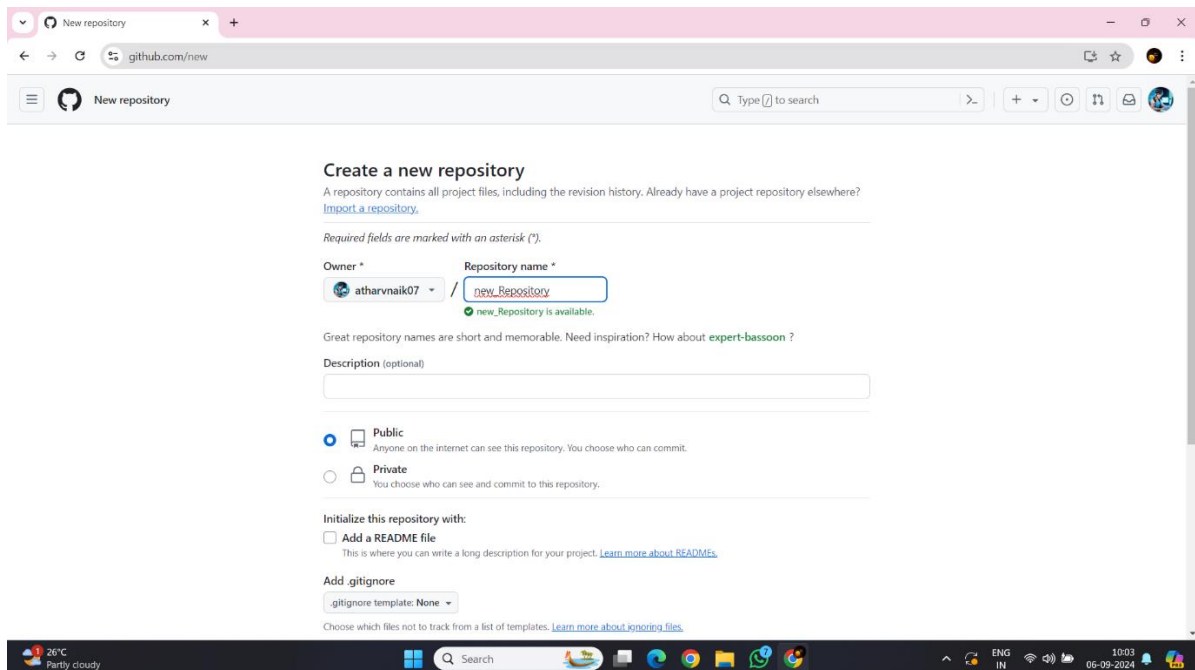 New repository
github.com/new
New repository
Type / to search
Create a new repository
A repository contains all project files, including the revision history. Already have a project repository elsewhere?
Import a repository.
Required fields are marked with an asterisk (*).
Owner * Repository name *
atharvnaik07 / new_Repository
new_Repository is available.
Great repository names are short and memorable. Need inspiration? How about expert-bassoon ?
Description (optional)
Public
Anyone on the internet can see this repository. You choose who can commit.
Private
You choose who can see and commit to this repository.
Initialize this repository with:
Add a README file
This is where you can write a long description for your project. Learn more about READMEs.
Add .gitignore
.gitignore template: None
Choose which files not to track from a list of templates. Learn more about ignoring files.
1
26°C
Partly cloudy
Search
7
ENG
IN
10:03
06-09-2024